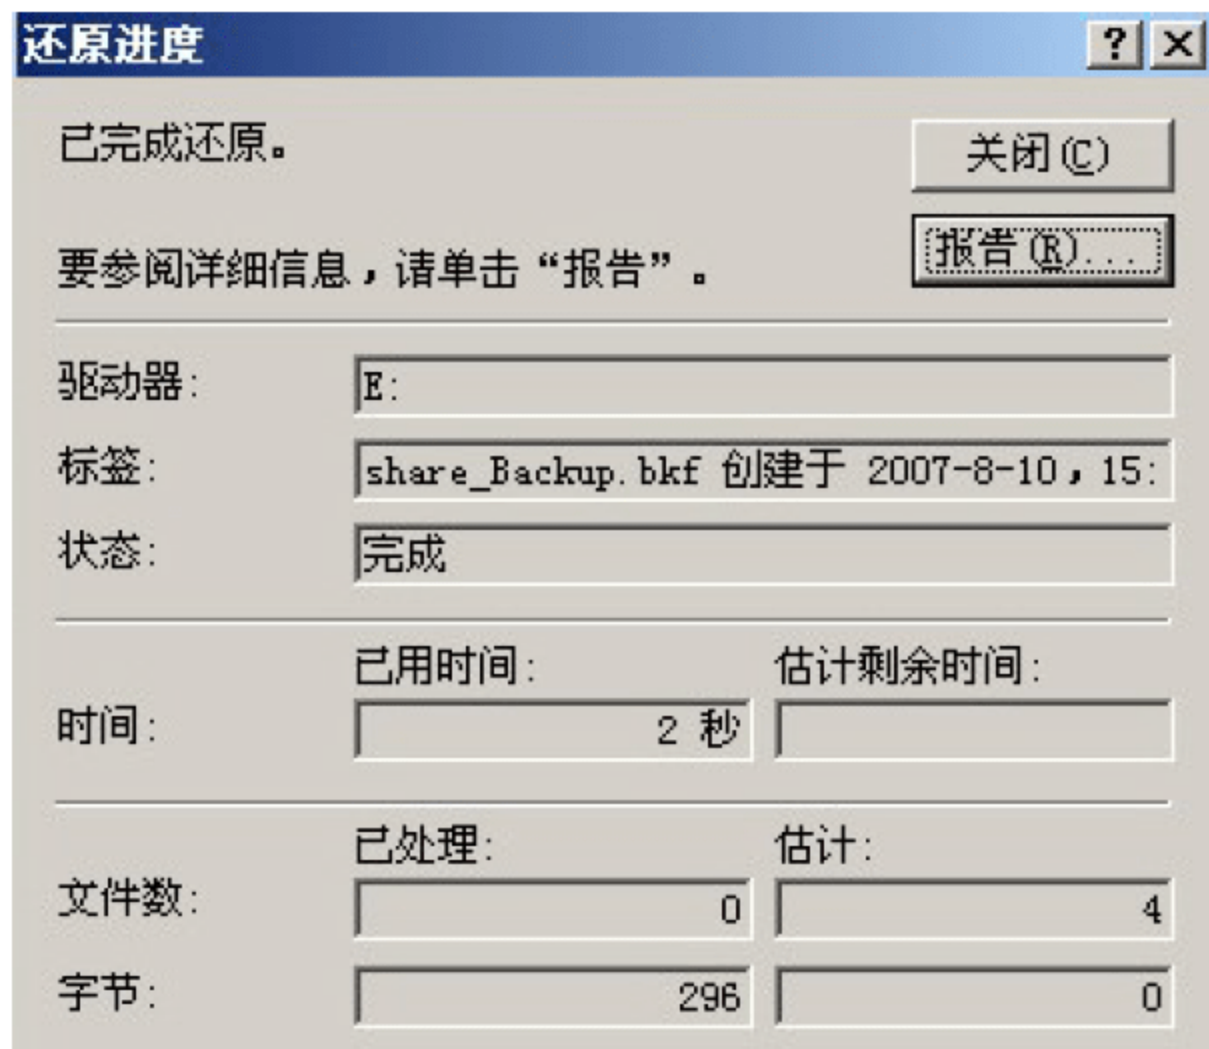 还原进度
已完成还原。
关闭(C)
要参阅详细信息，请单击“报告”。
报告(R)...
驱动器: E:
标签: share_Backup.bkf 创建于 2007-8-10，15:
状态: 完成
已用时间: 估计剩余时间:
时间: 2 秒
已处理: 估计:
文件数: 0 4
字节: 296 0